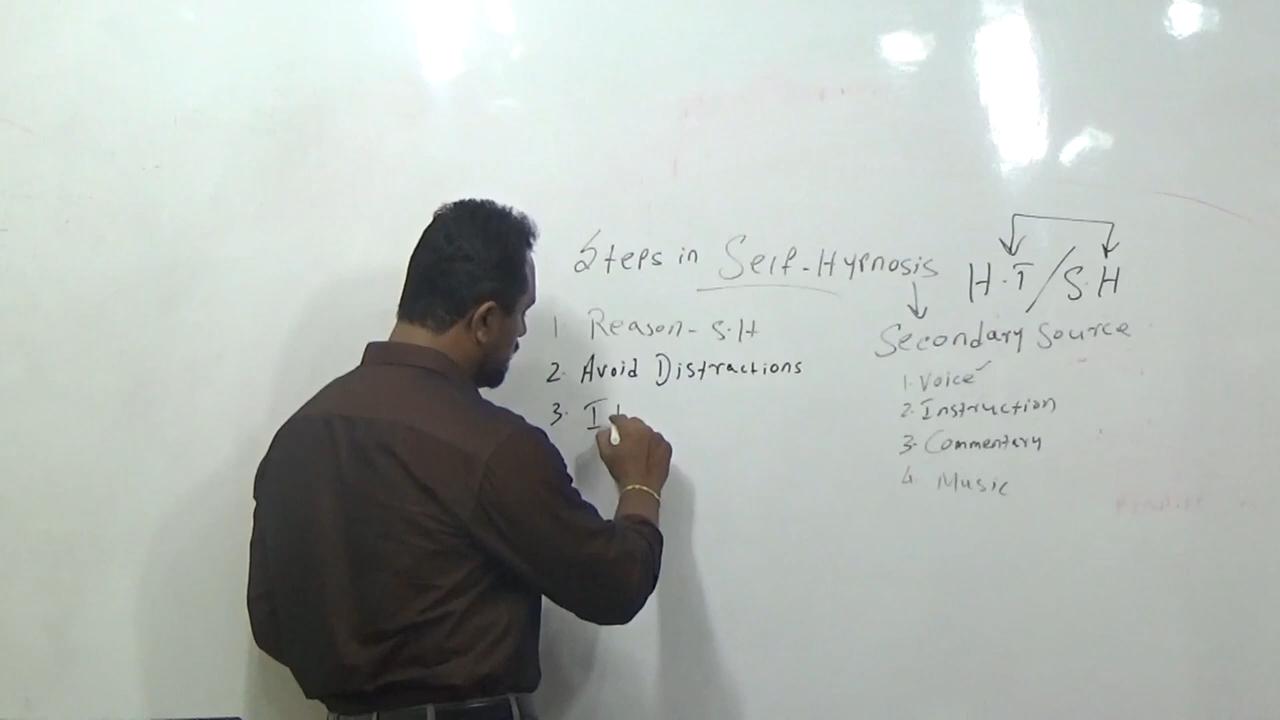 Steps in Self-Hypnosis
1. Reason - S.H
2. Avoid Distractions
3. I
H.T/S.H
Secondary Source
1. Voice ✓
2. Instruction
3. Commentary
4. Music